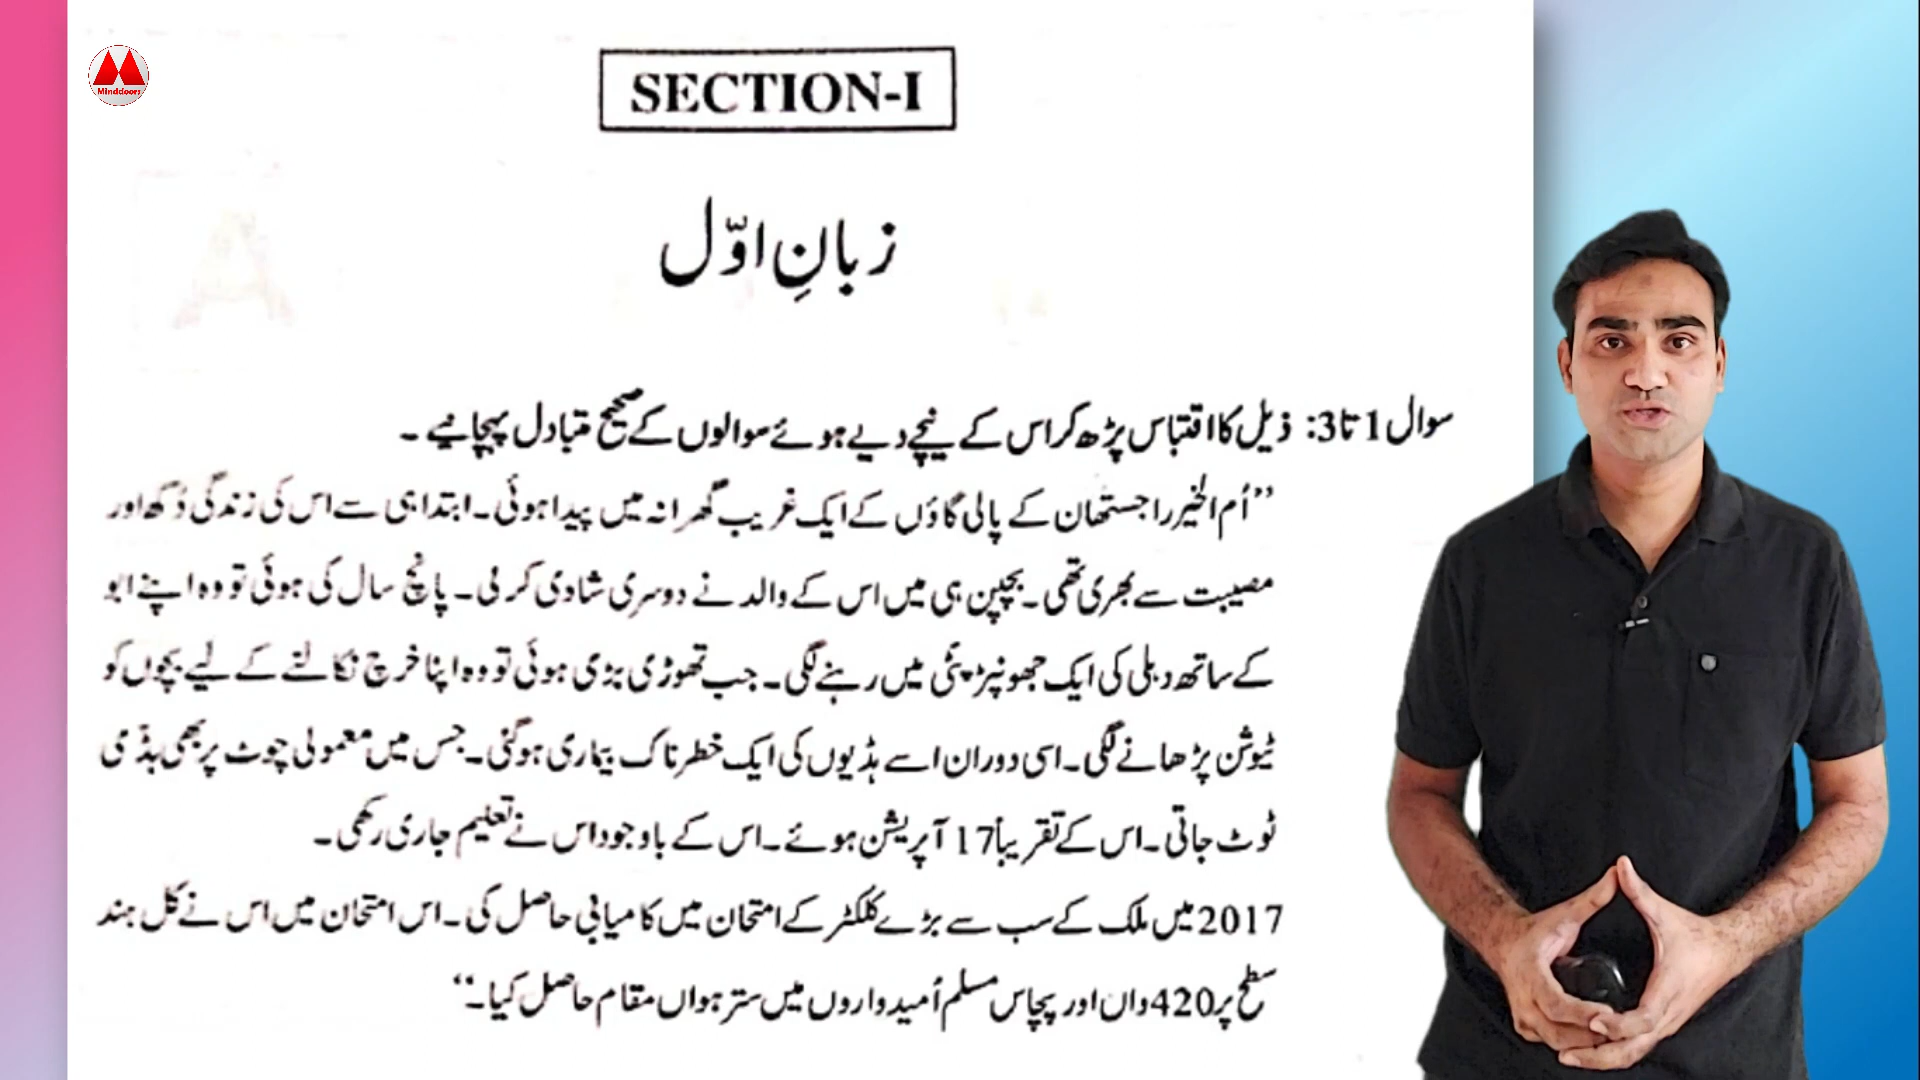 Minddoors
SECTION-I
زبانِ اوّل
سوال 1 تا 3: ذیل کا اقتباس پڑھ کر اس کے نیچے دیے ہوئے سوالوں کے صحیح متبادل پہچانیے ۔
’’اُم الخیر راجستھان کے پالی گاؤں کے ایک غریب گھرانہ میں پیدا ہوئی۔ ابتدا ہی سے اس کی زندگی دُکھ اور
مصیبت سے بھری تھی۔ بچپن ہی میں اس کے والد نے دوسری شادی کر لی۔ پانچ سال کی ہوئی تو وہ اپنے ابو
کے ساتھ دہلی کی ایک جھونپڑ پٹی میں رہنے لگی۔ جب تھوڑی بڑی ہوئی تو وہ اپنا خرچ نکالنے کے لیے بچوں کو
ٹیوشن پڑھانے لگی۔ اسی دوران اسے ہڈیوں کی ایک خطرناک بیماری ہوگئی۔ جس میں معمولی چوٹ پر بھی ہڈّی
ٹوٹ جاتی۔ اس کے تقریباً 17 آپریشن ہوئے۔ اس کے باوجود اس نے تعلیم جاری رکھی۔
2017 میں ملک کے سب سے بڑے کلکٹر کے امتحان میں کامیابی حاصل کی۔ اس امتحان میں اس نے کل ہند
سطح پر 420 واں اور پچاس مسلم اُمیدواروں میں ستر ہواں مقام حاصل کیا۔‘‘